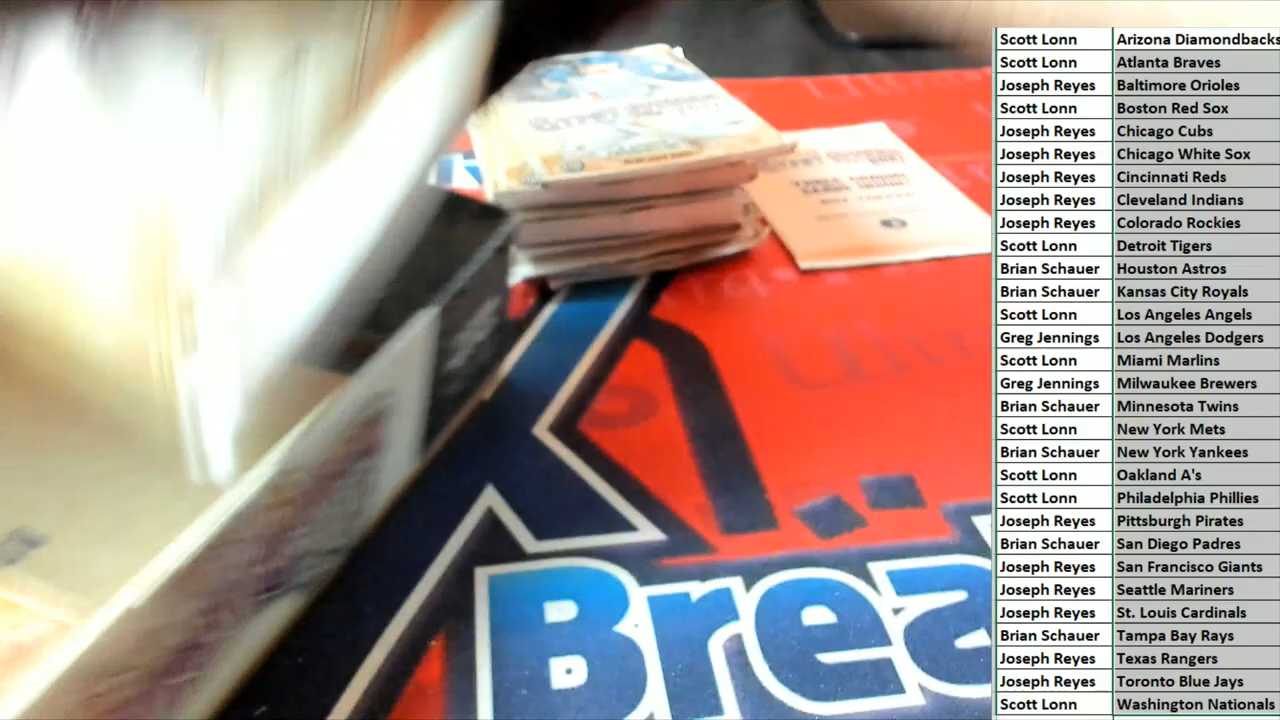 Scott Lonn Arizona Diamondbacks
Scott Lonn Atlanta Braves
Joseph Reyes Baltimore Orioles
Scott Lonn Boston Red Sox
Joseph Reyes Chicago Cubs
Joseph Reyes Chicago White Sox
Joseph Reyes Cincinnati Reds
Joseph Reyes Cleveland Indians
Joseph Reyes Colorado Rockies
Scott Lonn Detroit Tigers
Brian Schauer Houston Astros
Brian Schauer Kansas City Royals
Scott Lonn Los Angeles Angels
Greg Jennings Los Angeles Dodgers
Scott Lonn Miami Marlins
Greg Jennings Milwaukee Brewers
Brian Schauer Minnesota Twins
Scott Lonn New York Mets
Brian Schauer New York Yankees
Scott Lonn Oakland A's
Scott Lonn Philadelphia Phillies
Joseph Reyes Pittsburgh Pirates
Brian Schauer San Diego Padres
Joseph Reyes San Francisco Giants
Joseph Reyes Seattle Mariners
Joseph Reyes St. Louis Cardinals
Brian Schauer Tampa Bay Rays
Joseph Reyes Texas Rangers
Joseph Reyes Toronto Blue Jays
Scott Lonn Washington Nationals
Brea